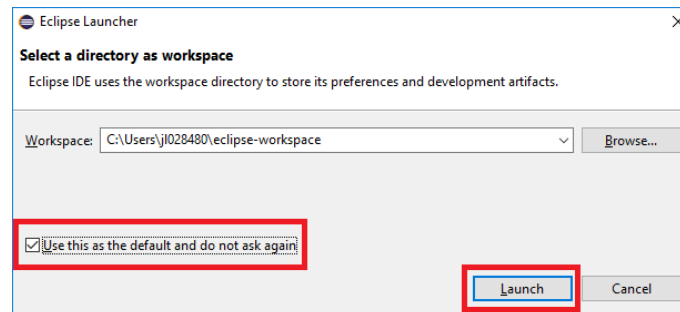 Eclipse Launcher
Select a directory as workspace
Eclipse IDE uses the workspace directory to store its preferences and development artifacts.
Workspace: C:\Users\jl028480\eclipse-workspace Browse...
Use this as the default and do not ask again
Launch Cancel